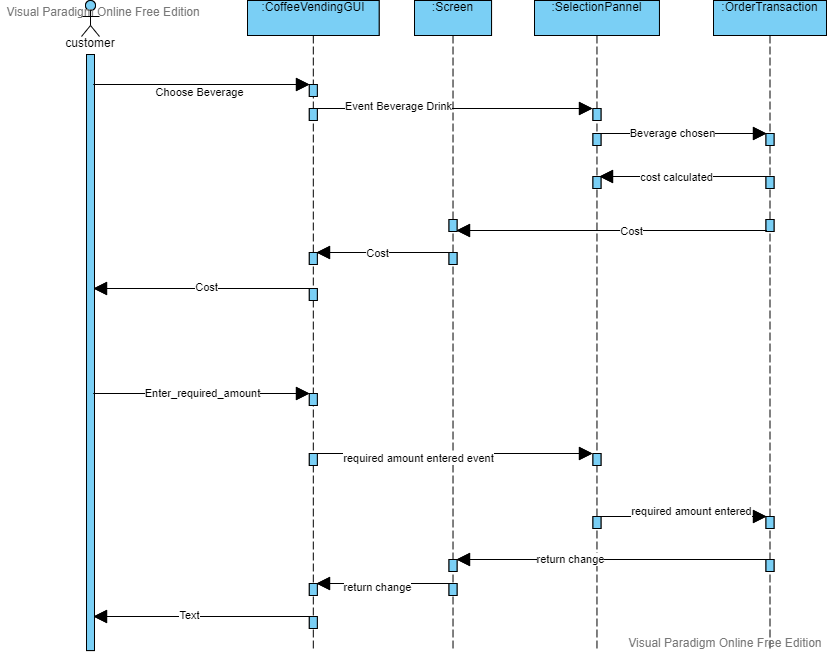 Visual Paradigm Online Free Edition
:CoffeeVendingGUI
:Screen
:SelectionPannel
:OrderTransaction
customer
Choose Beverage
Event Beverage Drink
Beverage chosen
cost calculated
Cost
Cost
Cost
Enter_required_amount
required amount entered event
required amount entered
return change
return change
Text
Visual Paradigm Online Free Edition